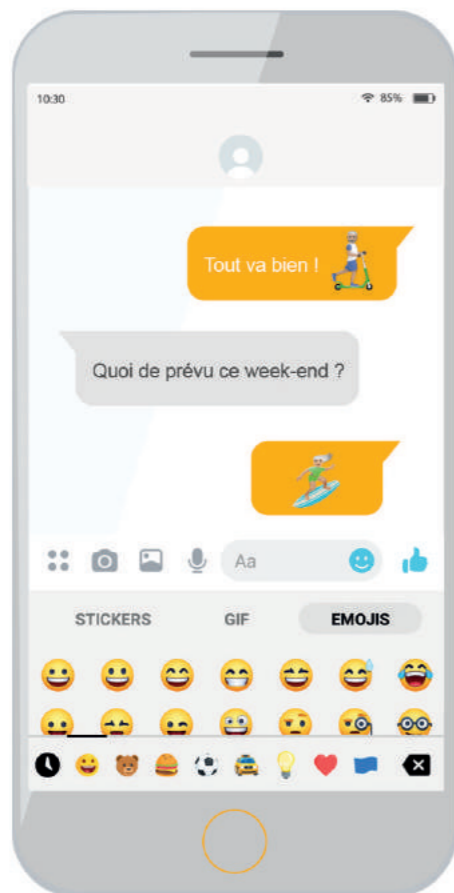 10:30 85%
Tout va bien !
Quoi de prévu ce week-end ?
Aa
STICKERS GIF EMOJIS